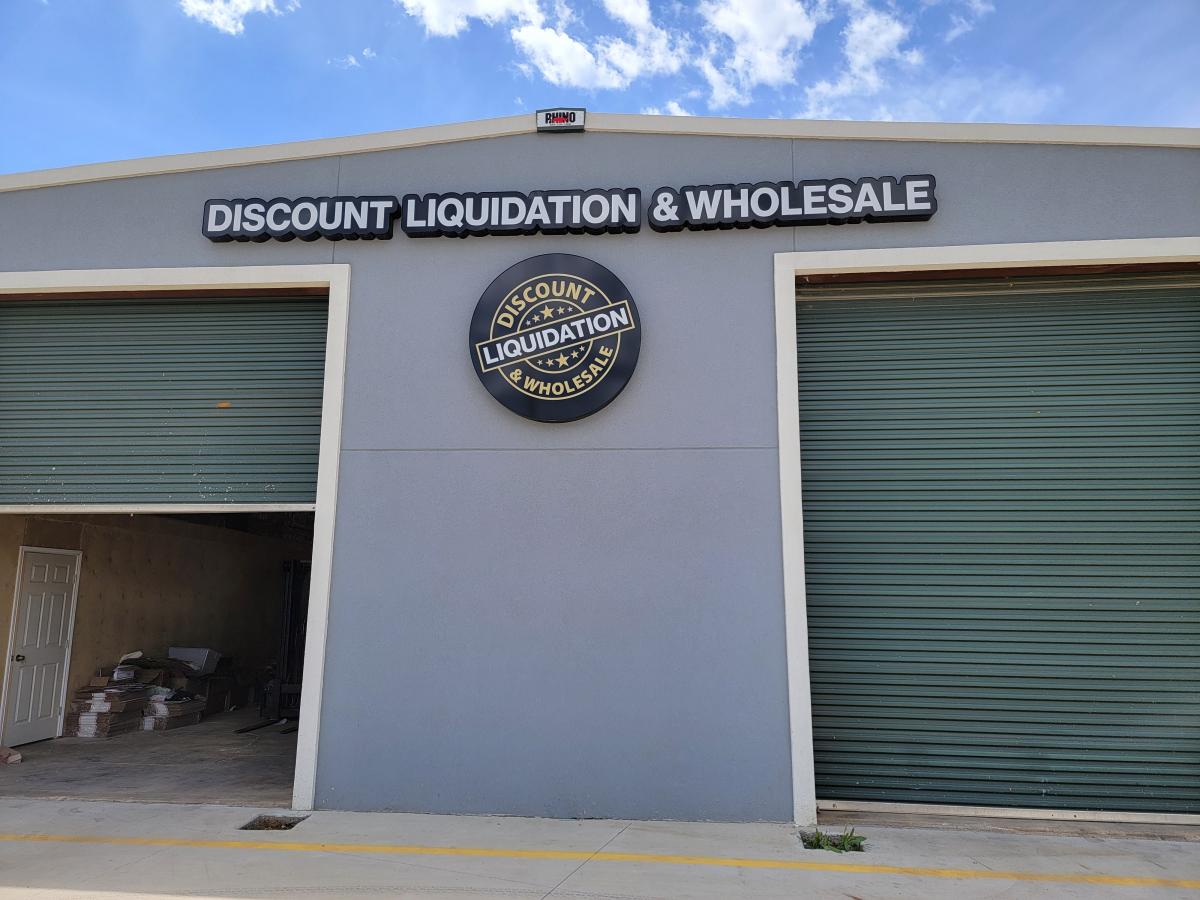 RHINO
DISCOUNT LIQUIDATION & WHOLESALE
DISCOUNT
LIQUIDATION
& WHOLESALE